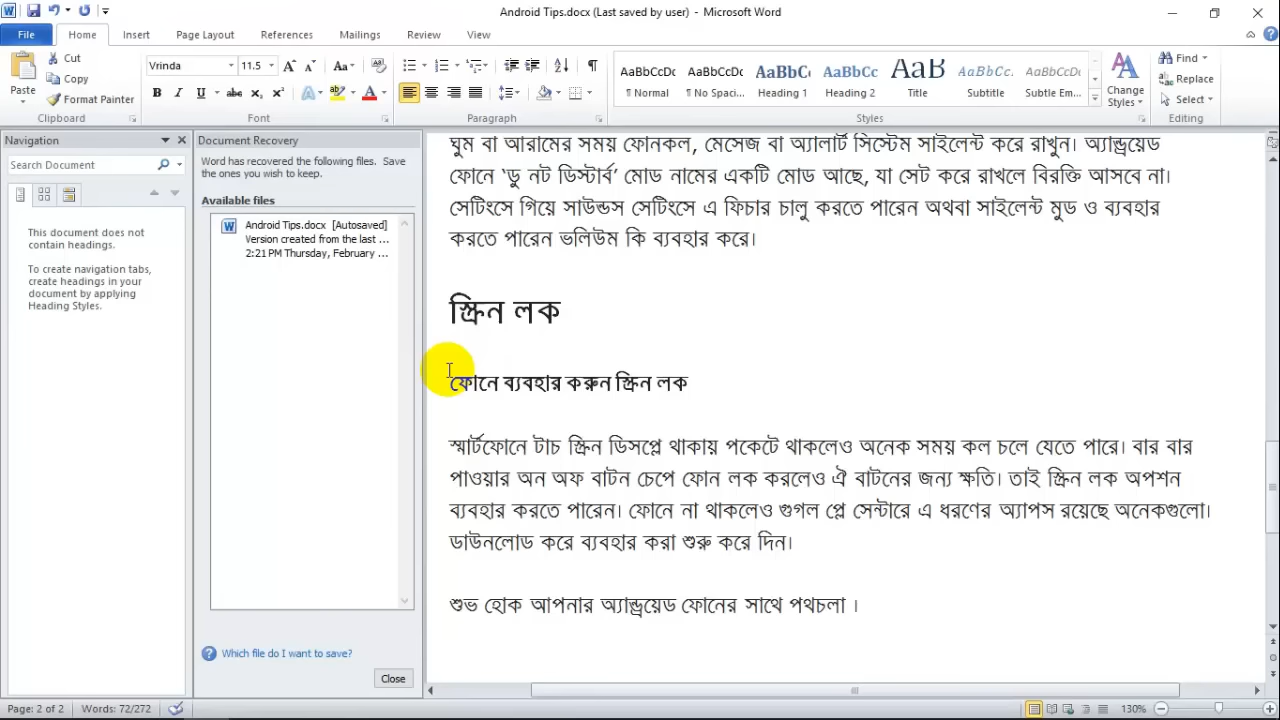 Android Tips.docx (Last saved by user) - Microsoft Word
File Home Insert Page Layout References Mailings Review View
Paste Cut Copy Format Painter Clipboard
Vrinda 11.5 Font
Paragraph
AaBbCcDc AaBbCcDc AaBbC AaBbCc AaB AaBbCc. AaBbCcDc
¶ Normal ¶ No Spaci... Heading 1 Heading 2 Title Subtitle Subtle Em...
Change Styles Styles
Find Replace Select Editing
Navigation
Search Document
This document does not
contain headings.
To create navigation tabs,
create headings in your
document by applying
Heading Styles.
Document Recovery
Word has recovered the following files. Save
the ones you wish to keep.
Available files
Android Tips.docx [Autosaved]
Version created from the last ...
2:21 PM Thursday, February ...
Which file do I want to save?
Close
ঘুম বা আরামের সময় ফোনকল, মেসেজ বা অ্যালার্ট সিস্টেম সাইলেন্ট করে রাখুন। অ্যান্ড্রয়েড
ফোনে ‘ডু নট ডিস্টার্ব’ মোড নামের একটি মোড আছে, যা সেট করে রাখলে বিরক্তি আসবে না।
সেটিংসে গিয়ে সাউন্ডস সেটিংসে এ ফিচার চালু করতে পারেন অথবা সাইলেন্ট মুড ও ব্যবহার
করতে পারেন ভলিউম কি ব্যবহার করে।
স্ক্রিন লক
ফোনে ব্যবহার করুন স্ক্রিন লক
স্মার্টফোনে টাচ স্ক্রিন ডিসপ্লে থাকায় পকেটে থাকলেও অনেক সময় কল চলে যেতে পারে। বার বার
পাওয়ার অন অফ বাটন চেপে ফোন লক করলেও ঐ বাটনের জন্য ক্ষতি। তাই স্ক্রিন লক অপশন
ব্যবহার করতে পারেন। ফোনে না থাকলেও গুগল প্লে সেন্টারে এ ধরণের অ্যাপস রয়েছে অনেকগুলো।
ডাউনলোড করে ব্যবহার করা শুরু করে দিন।
শুভ হোক আপনার অ্যান্ড্রয়েড ফোনের সাথে পথচলা ।
Page: 2 of 2 Words: 72/272 130%